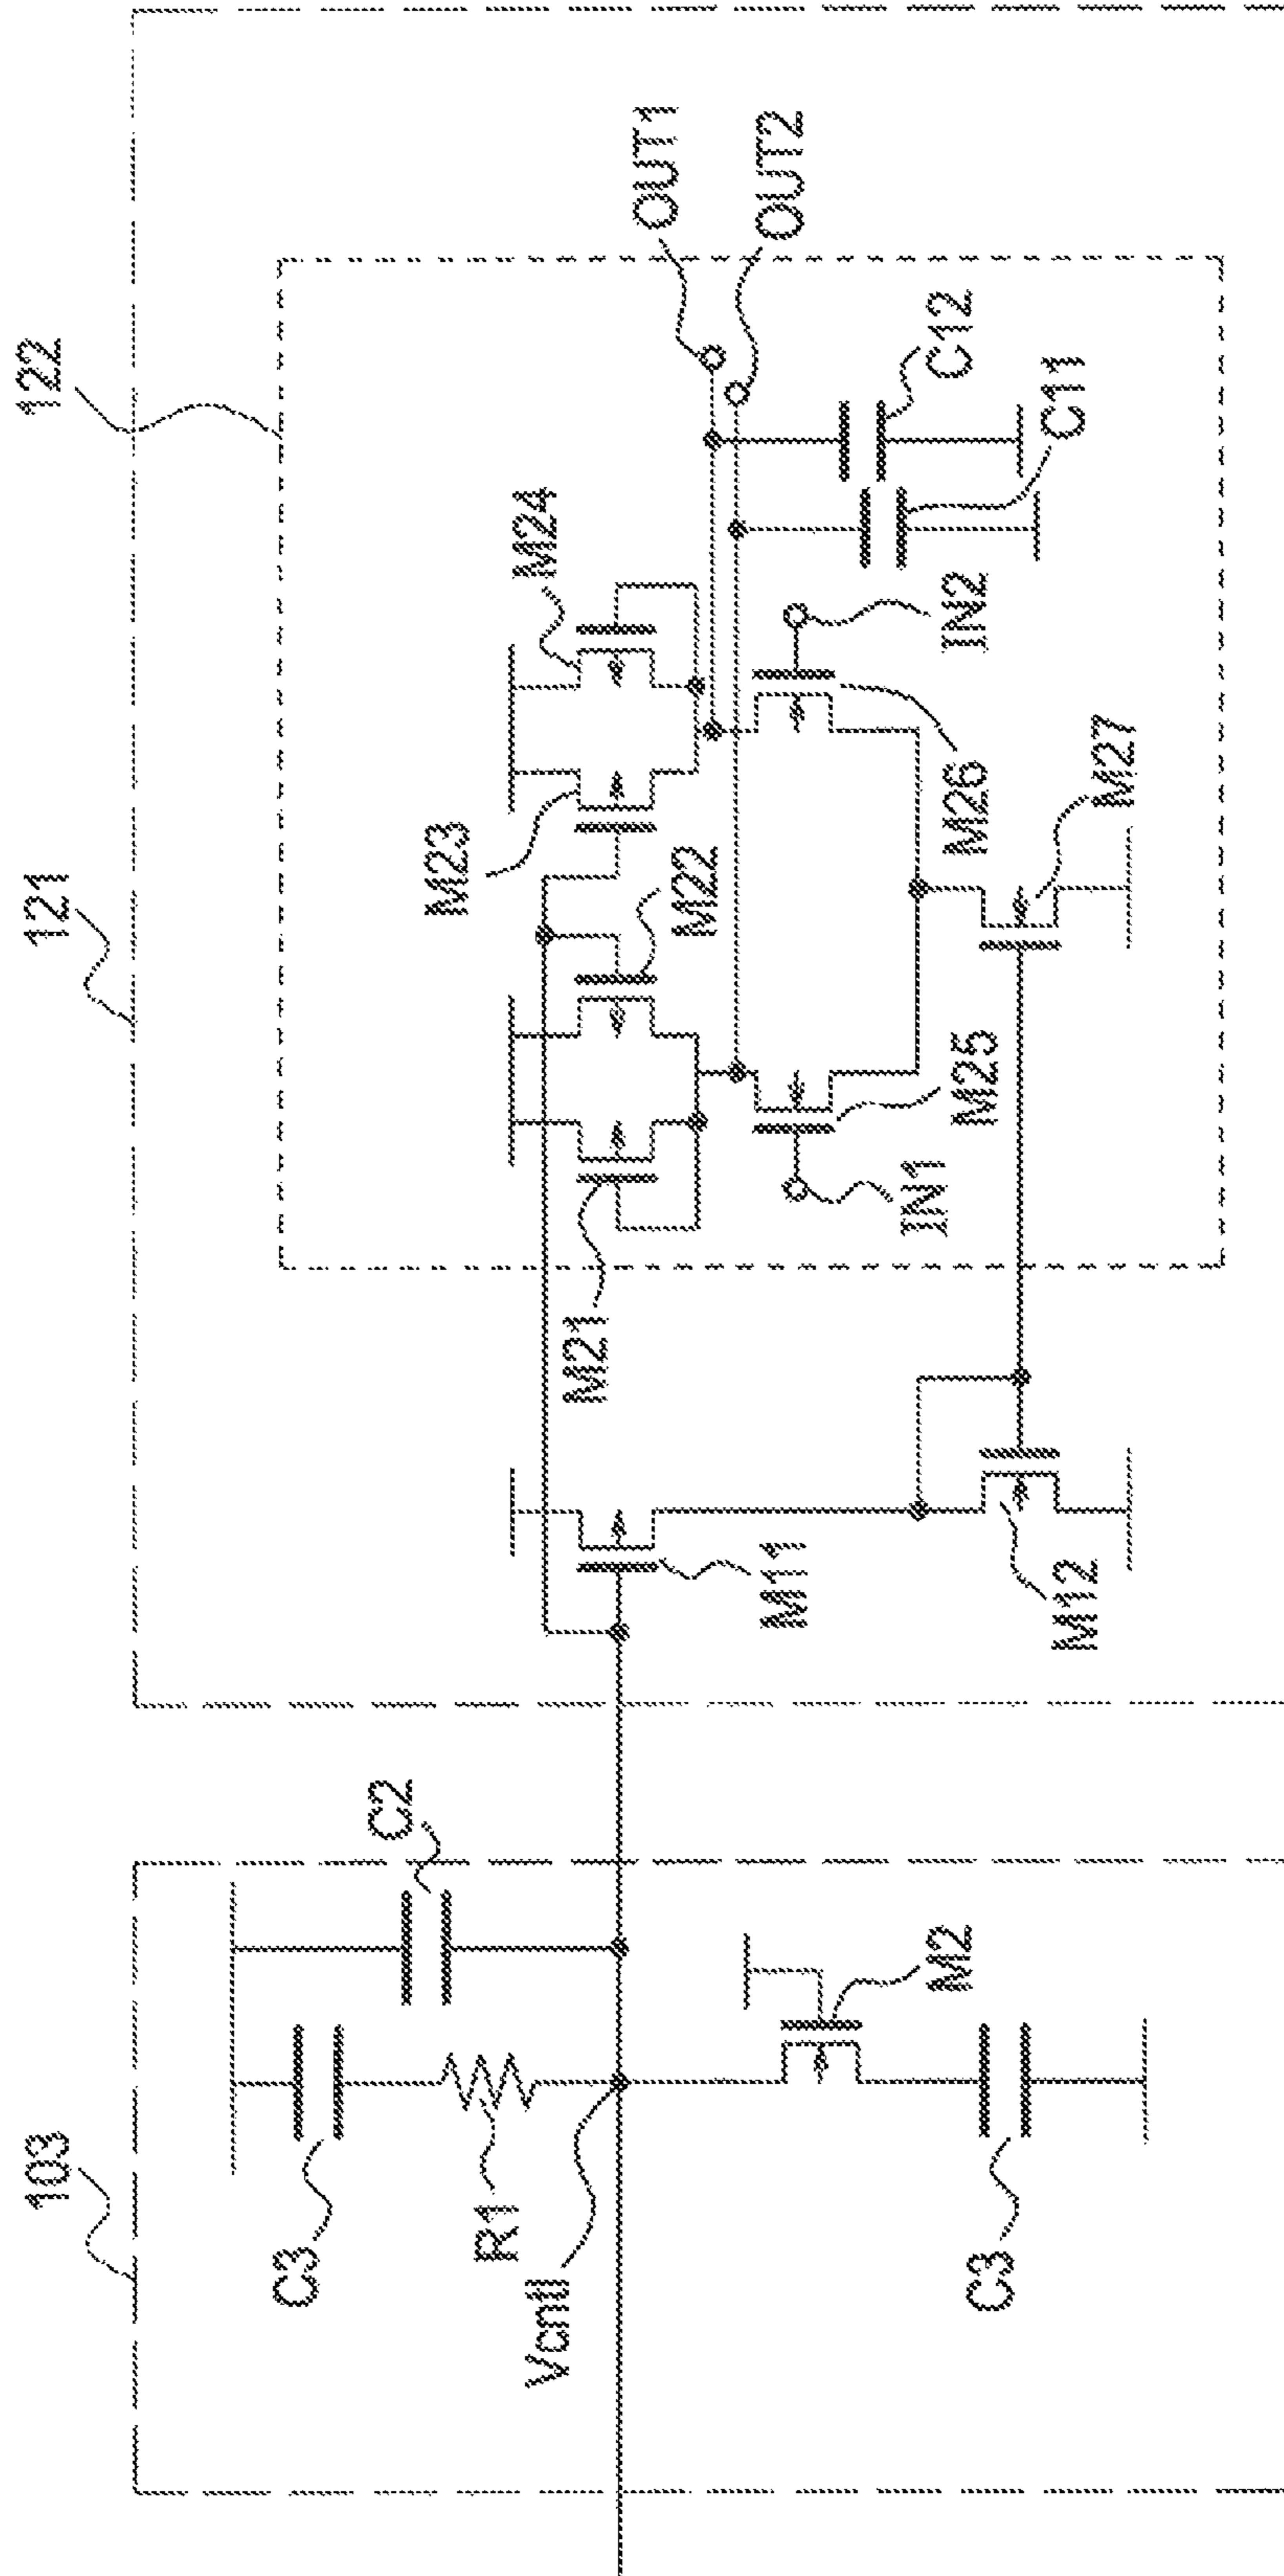 103
121
122
C3
C2
R1
Vcntl
M2
C3
M11
M12
M21
M22
M23
M24
OUT1
OUT2
IN1
M25
M26
IN2
C12
C11
M27